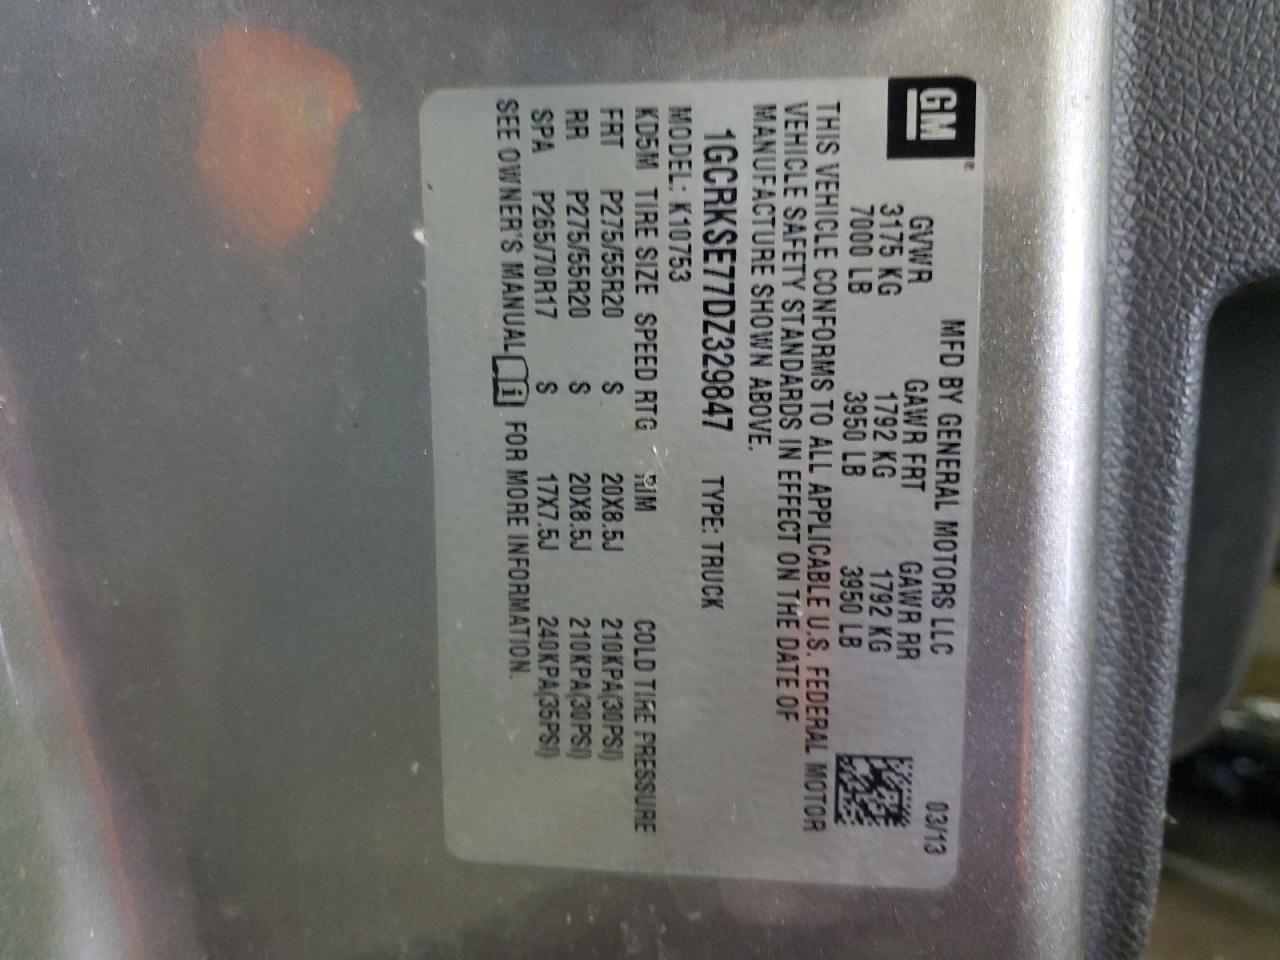 GM®
MFD BY GENERAL MOTORS LLC 03/13
GVWR GAWR FRT GAWR RR
3175 KG 1792 KG 1792 KG
7000 LB 3950 LB 3950 LB
THIS VEHICLE CONFORMS TO ALL APPLICABLE U.S. FEDERAL MOTOR
VEHICLE SAFETY STANDARDS IN EFFECT ON THE DATE OF
MANUFACTURE SHOWN ABOVE.
1GCRKSE77DZ329847 TYPE: TRUCK
MODEL: K10753
KD5M TIRE SIZE SPEED RTG RIM COLD TIRE PRESSURE
FRT P275/55R20 S 20X8.5J 210KPA(30PSI)
RR P275/55R20 S 20X8.5J 210KPA(30PSI)
SPA P265/70R17 S 17X7.5J 240KPA(35PSI)
SEE OWNER'S MANUAL i FOR MORE INFORMATION.